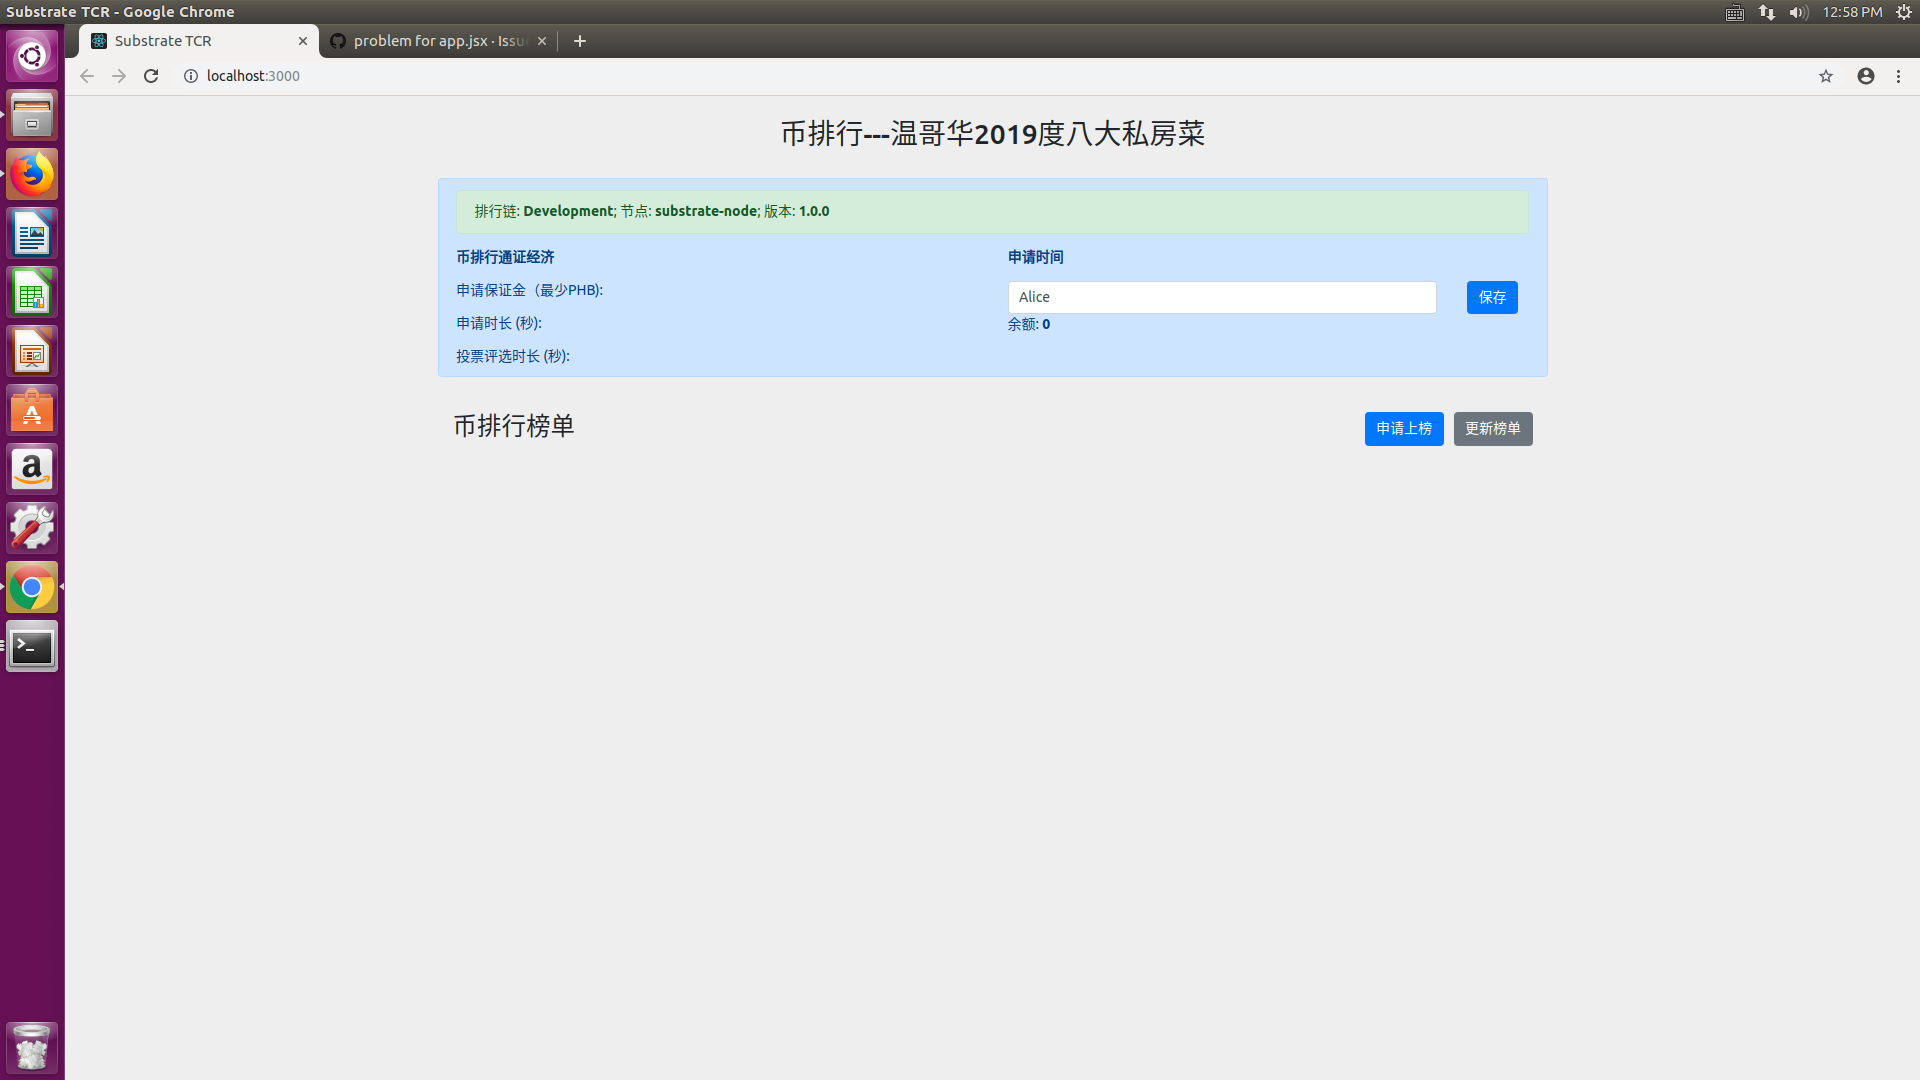 Substrate TCR - Google Chrome
12:58 PM
Substrate TCR
problem for app.jsx · Issu
localhost:3000
币排行---温哥华2019度八大私房菜
排行链: Development; 节点: substrate-node; 版本: 1.0.0
币排行通证经济
申请保证金（最少PHB):
申请时长 (秒):
投票评选时长 (秒):
申请时间
Alice
保存
余额: 0
币排行榜单
申请上榜
更新榜单